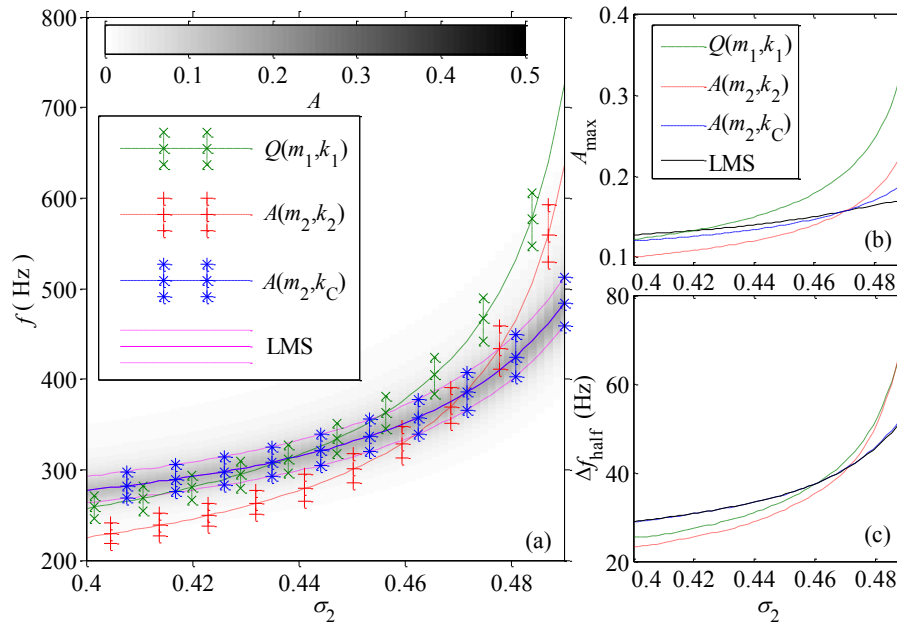 800
700
600
500
400
300
200
f ( Hz)
0 0.1 0.2 0.3 0.4 0.5
A
Q(m1,k1)
A(m2,k2)
A(m2,kC)
LMS
(a)
0.4 0.42 0.44 0.46 0.48
σ2
0.4
0.3
0.2
0.1
Amax
Q(m1,k1)
A(m2,k2)
A(m2,kC)
LMS
(b)
0.4 0.42 0.44 0.46 0.48
80
60
40
20
Δfhalf (Hz)
(c)
0.4 0.42 0.44 0.46 0.48
σ2